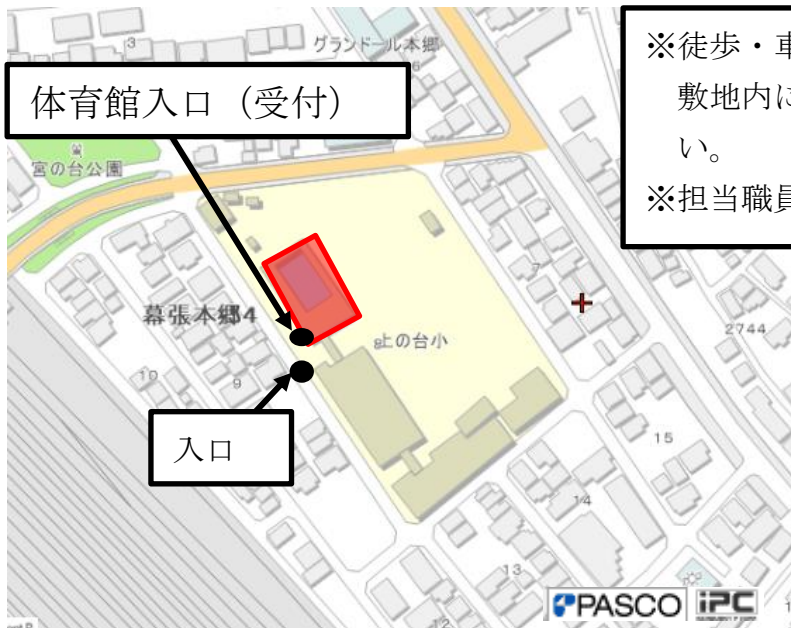 3
グランドール本郷
6
体育館入口（受付）
※徒歩・車
敷地内に
い。
※担当職員
宮の台公園
7
幕張本郷4
上の台小
2744
10
9
入口
15
14
13
12
PASCO iPC